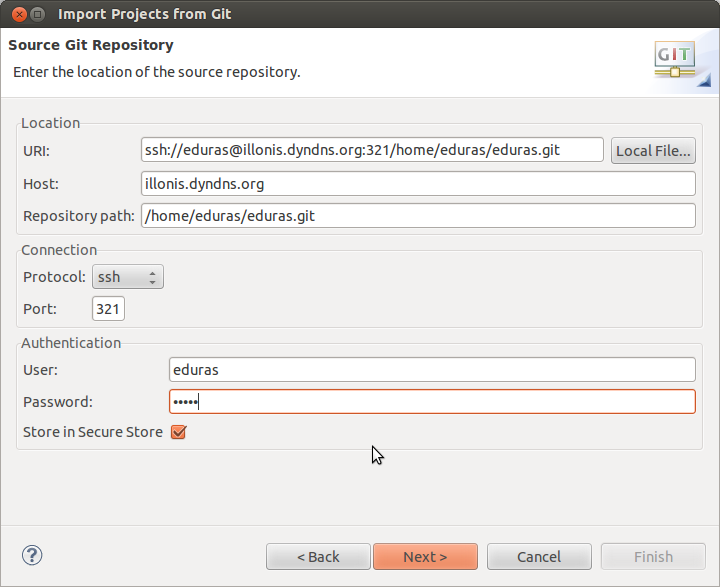 Import Projects from Git
Source Git Repository
Enter the location of the source repository.
GIT
Location
URI: ssh://eduras@illonis.dyndns.org:321/home/eduras/eduras.git Local File...
Host: illonis.dyndns.org
Repository path: /home/eduras/eduras.git
Connection
Protocol: ssh
Port: 321
Authentication
User: eduras
Password: •••••
Store in Secure Store
? < Back Next > Cancel Finish